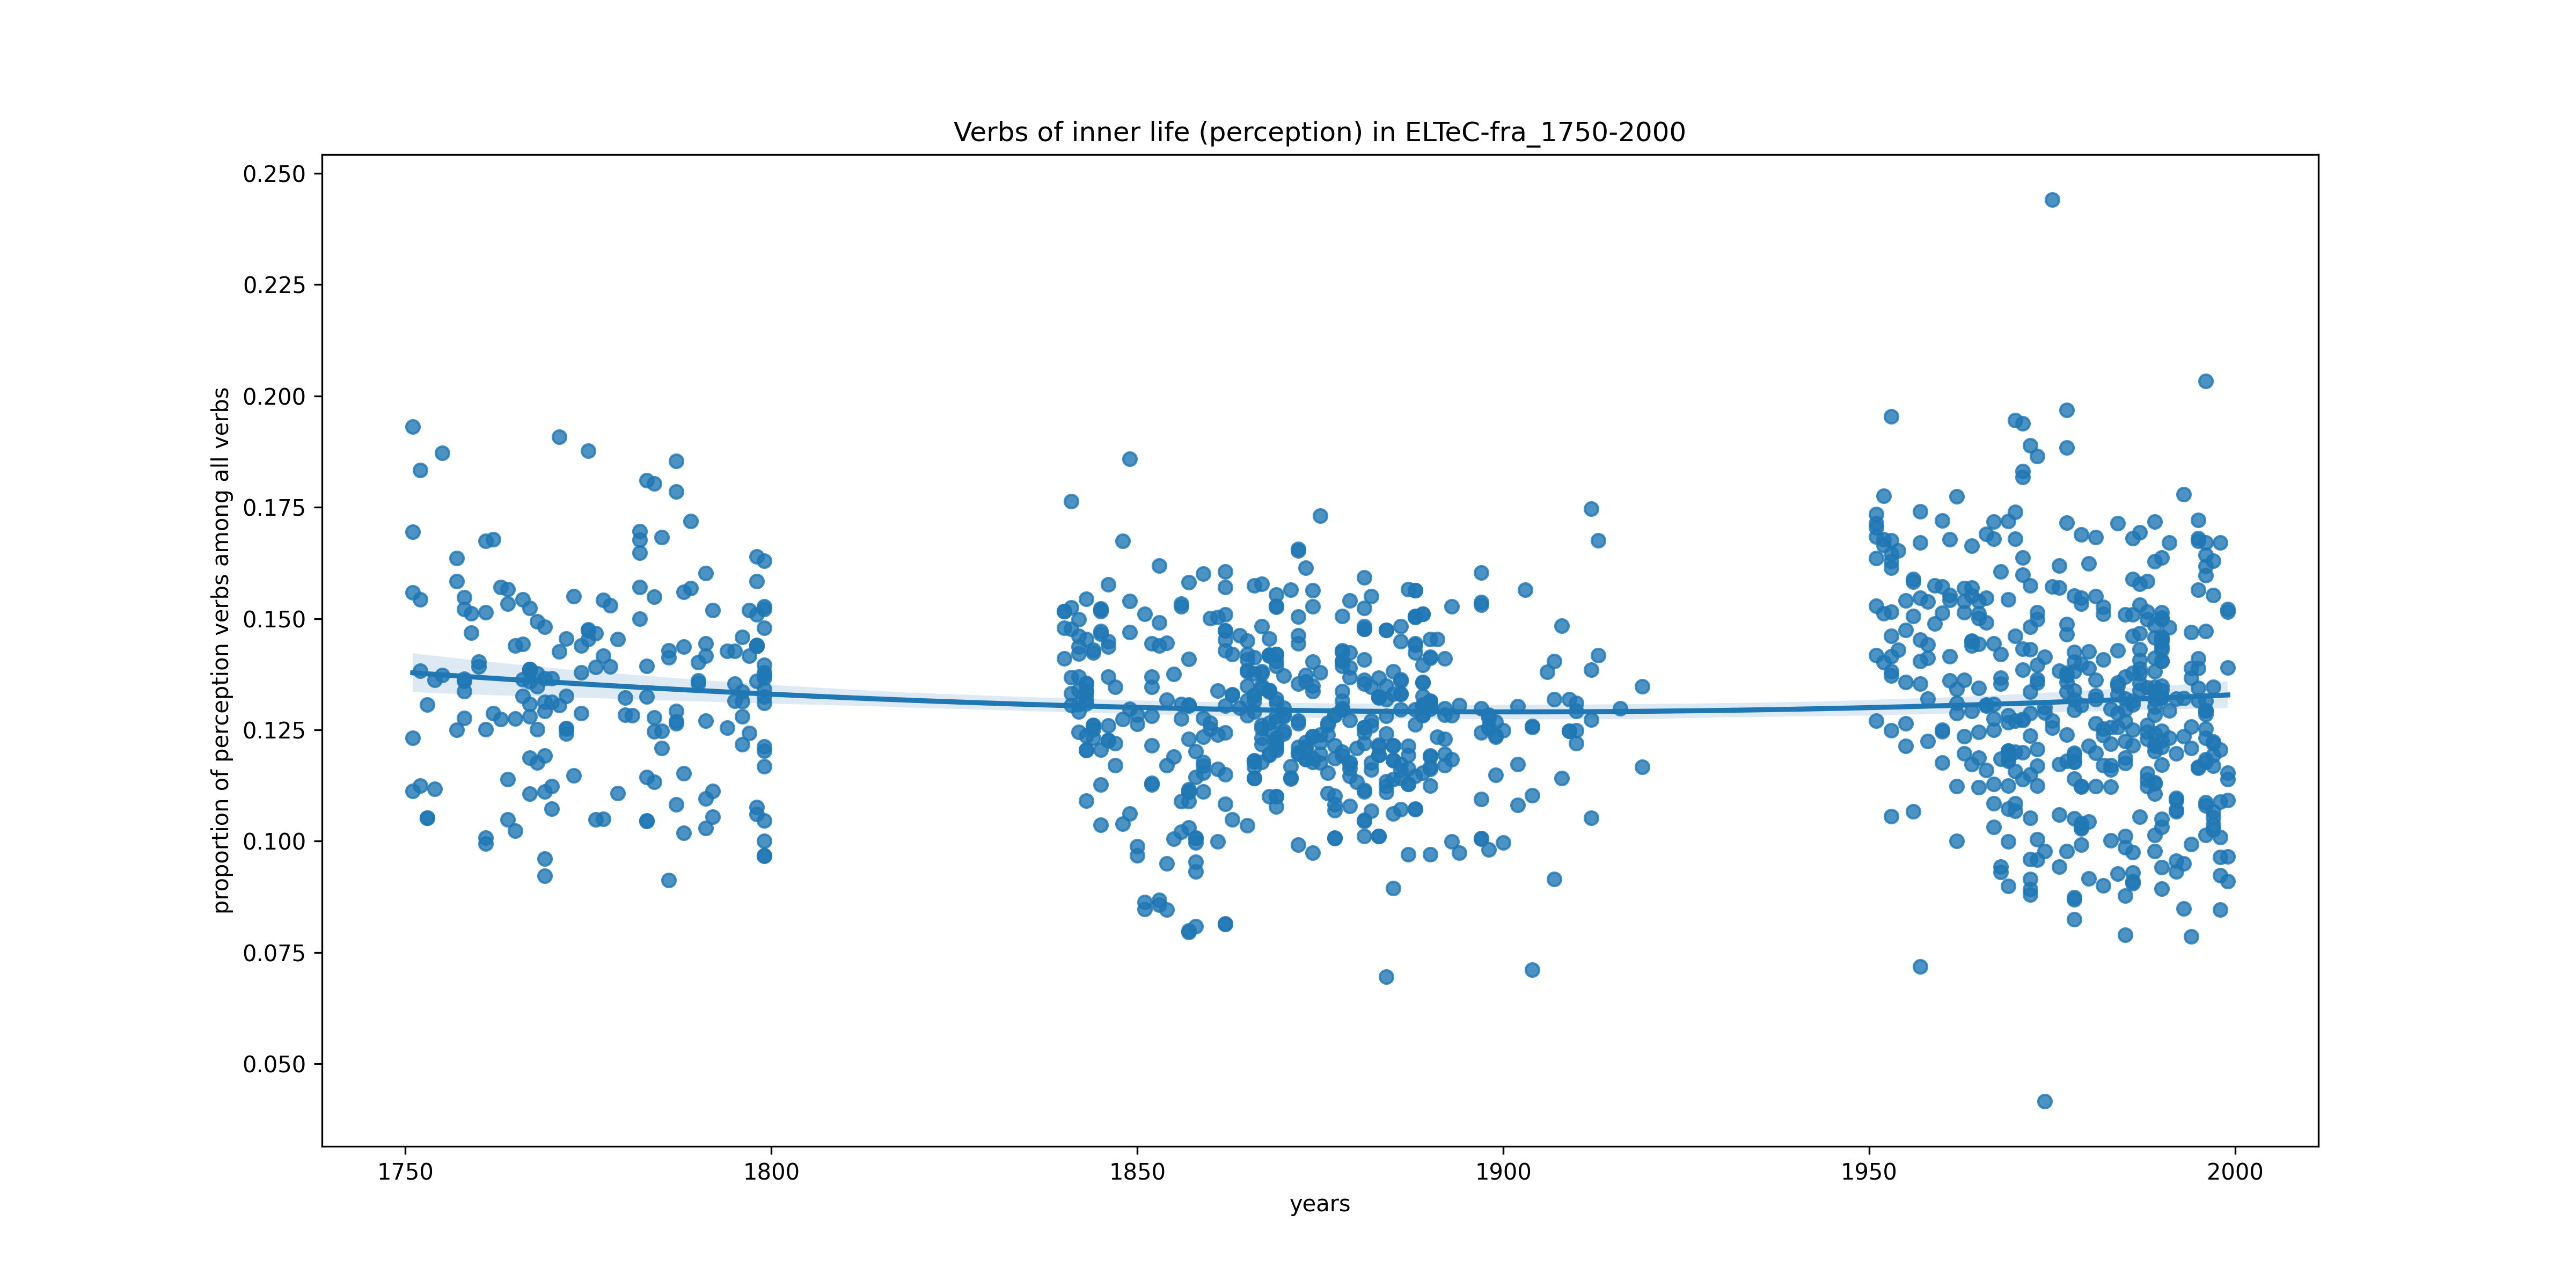 Verbs of inner life (perception) in ELTeC-fra_1750-2000
proportion of perception verbs among all verbs
0.250
0.225
0.200
0.175
0.150
0.125
0.100
0.075
0.050
1750 1800 1850 1900 1950 2000
years